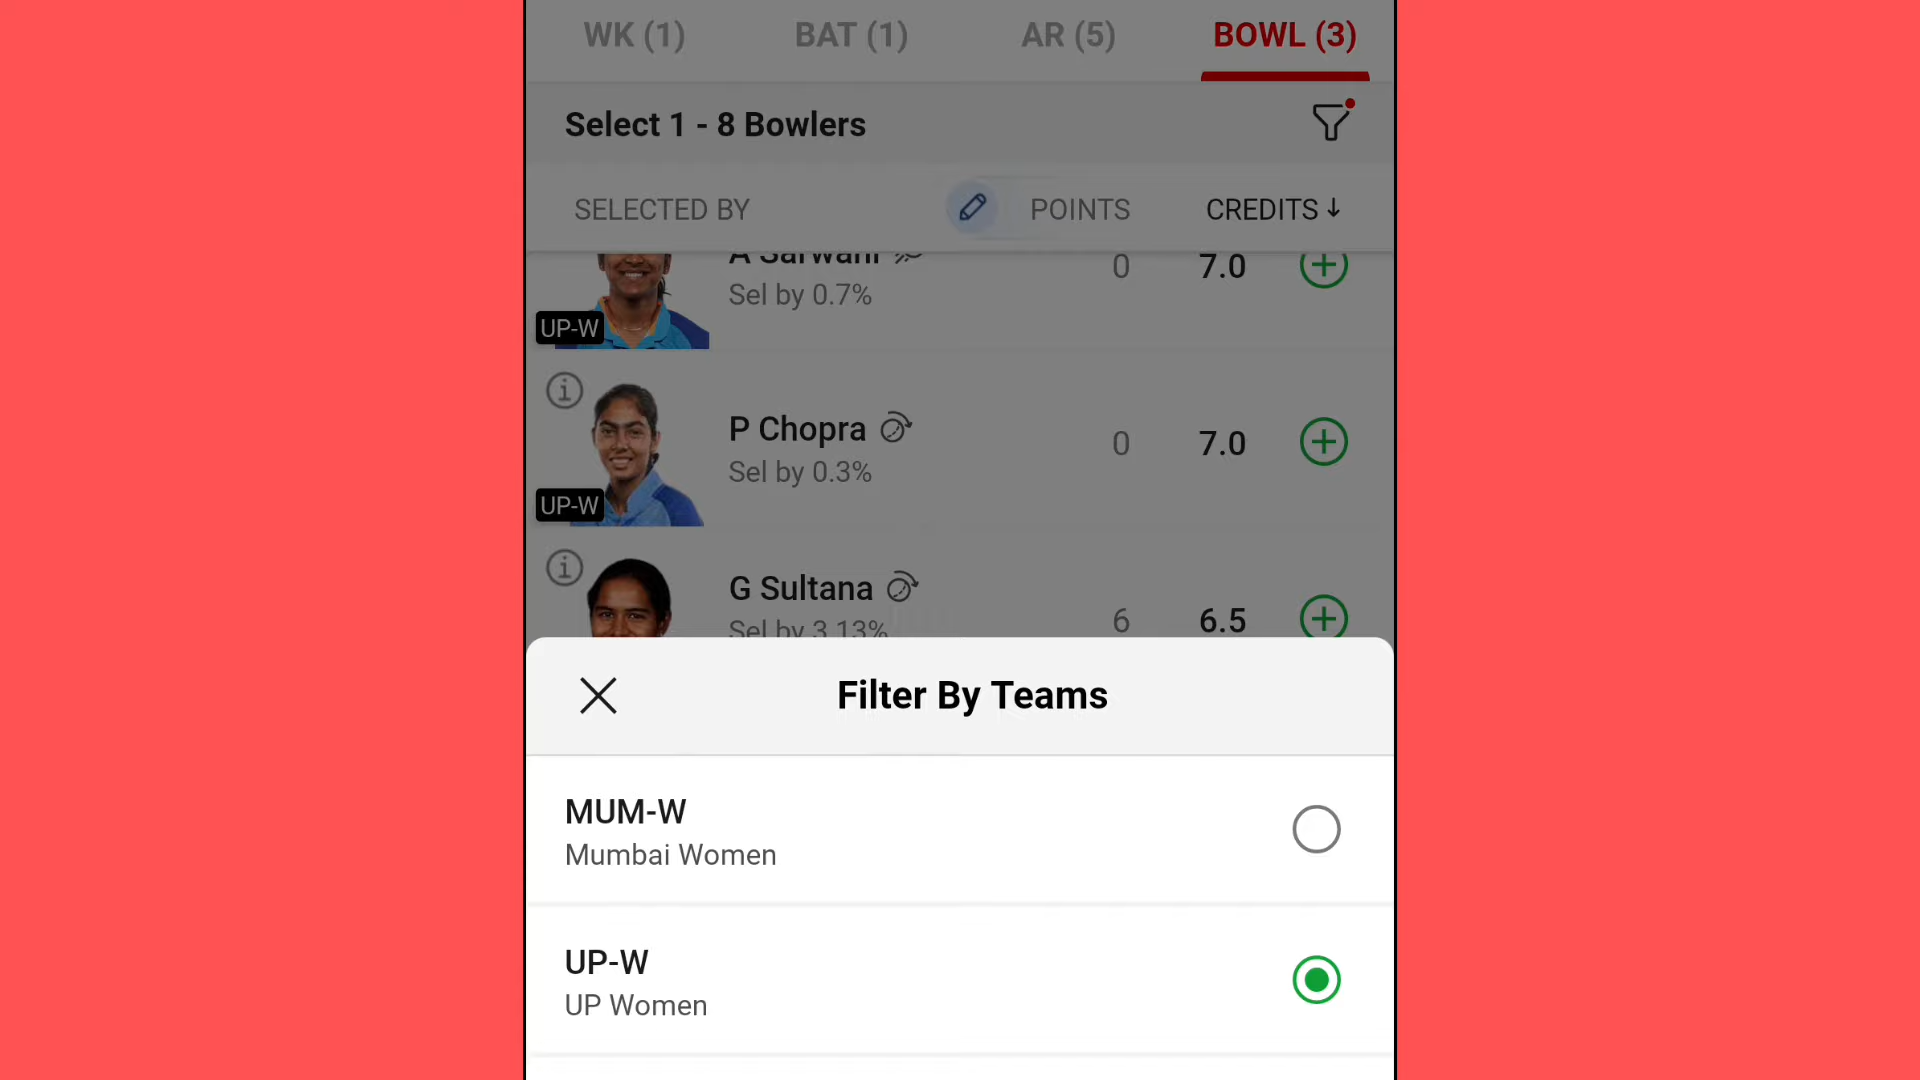 WK (1) BAT (1) AR (5) BOWL (3)
Select 1 - 8 Bowlers
SELECTED BY POINTS CREDITS ↓
A Sarwani 0 7.0
Sel by 0.7%
UP-W
P Chopra 0 7.0
Sel by 0.3%
UP-W
G Sultana 6 6.5
Sel by 3.13%
Filter By Teams
MUM-W
Mumbai Women
UP-W
UP Women